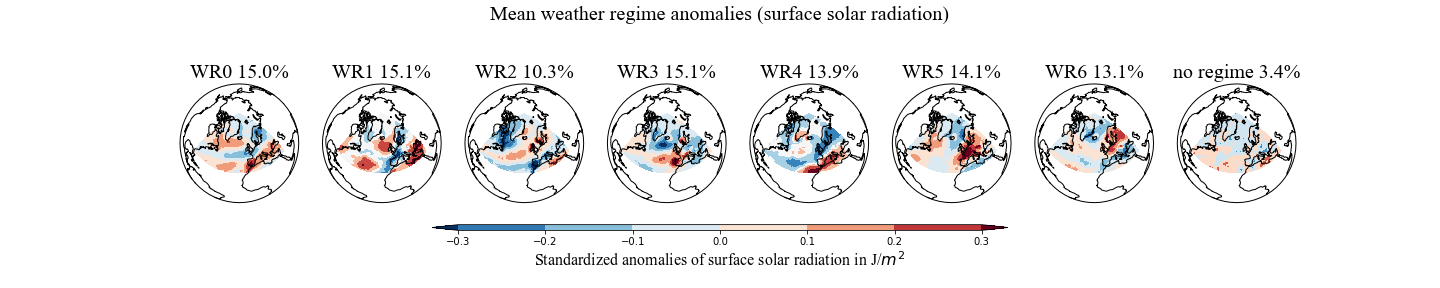 Mean weather regime anomalies (surface solar radiation)
WR0 15.0% WR1 15.1% WR2 10.3% WR3 15.1% WR4 13.9% WR5 14.1% WR6 13.1% no regime 3.4%
−0.3 −0.2 −0.1 0.0 0.1 0.2 0.3
Standardized anomalies of surface solar radiation in J/m²